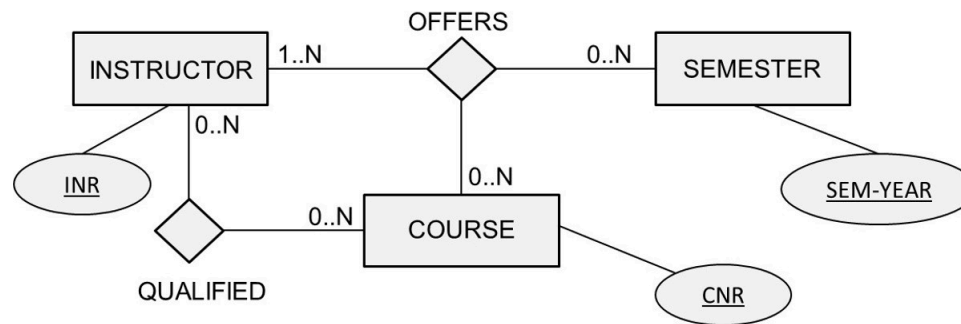 OFFERS
INSTRUCTOR
1..N
0..N
SEMESTER
0..N
INR
0..N
SEM-YEAR
0..N
COURSE
QUALIFIED
CNR